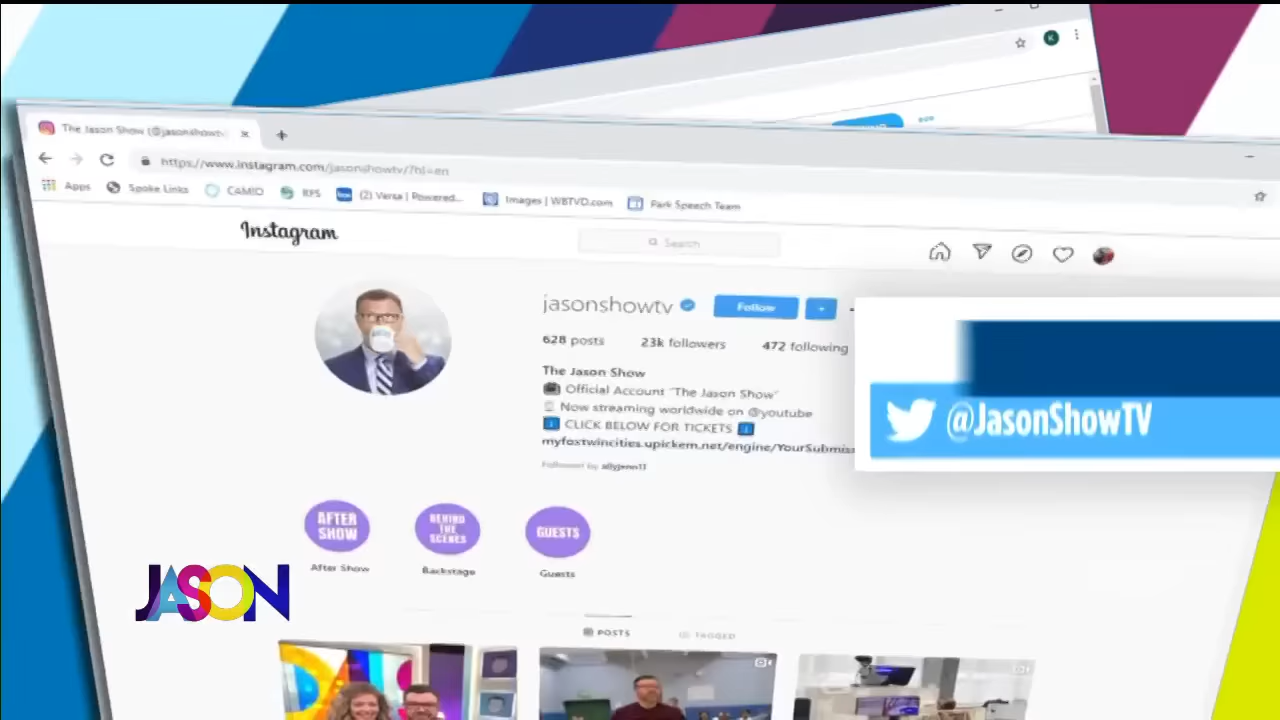 The Jason Show (@jasonshowtv
https://www.instagram.com/jasonshowtv/?hl=en
Apps Spoke Links CAMIO RFS (2) Versa | Powered... Images | WBTVD.com Park Speech Team
Instagram
Search
jasonshowtv Follow
628 posts 23k followers 472 following
The Jason Show
Official Account "The Jason Show"
Now streaming worldwide on @youtube
CLICK BELOW FOR TICKETS
myfoxtwincities.upickem.net/engine/YourSubmiss
Followed by allyjenn11
@JasonShowTV
AFTER
SHOW
BEHIND
THE
SCENES
GUESTS
After Show Backstage Guests
JASON
POSTS TAGGED
K